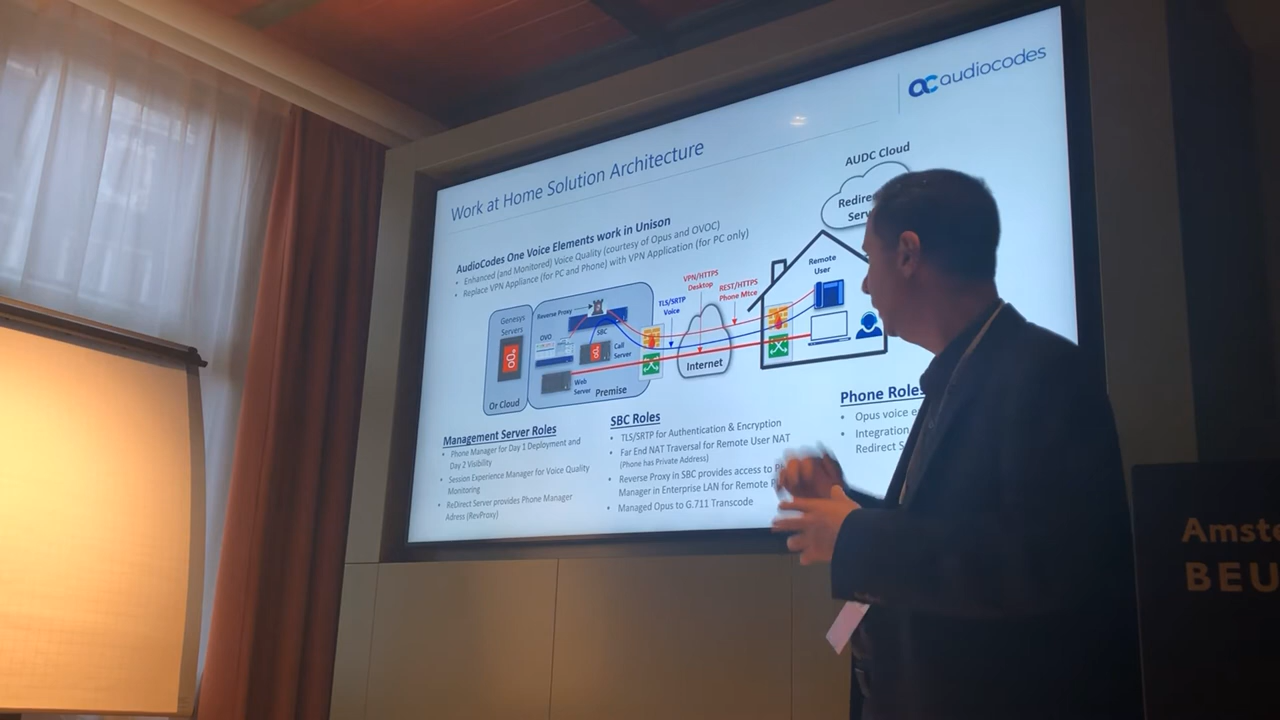 audiocodes
Work at Home Solution Architecture
AUDC Cloud
AudioCodes One Voice Elements work in Unison
• Enhanced (and Monitored) Voice Quality (courtesy of Opus and OVOC)
• Replace VPN Appliance (for PC and Phone) with VPN Application (for PC only)
Genesys
Servers
Or Cloud
Reverse Proxy
SBC
Call
Server
Web
Server
Premise
TLS/SRTP
Voice
VPN/HTTPS
Desktop
REST/HTTPS
Phone Mtce
Internet
Remote
User
Management Server Roles
• Phone Manager for Day 1 Deployment and
Day 2 Visibility
• Session Experience Manager for Voice Quality
Monitoring
• ReDirect Server provides Phone Manager
Adress (RevProxy)
SBC Roles
• TLS/SRTP for Authentication & Encryption
• Far End NAT Traversal for Remote User NAT
(Phone has Private Address)
• Reverse Proxy in SBC provides access to
Manager in Enterprise LAN for Remote
• Managed Opus to G.711 Transcode
Phone Roles
• Opus voice
• Integration
Redirect